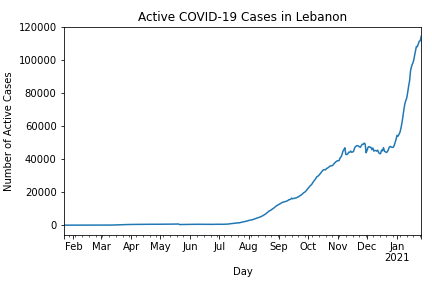 Active COVID-19 Cases in Lebanon
120000
100000
80000
60000
40000
20000
0
Number of Active Cases
Feb Mar Apr May Jun Jul Aug Sep Oct Nov Dec Jan
2021
Day